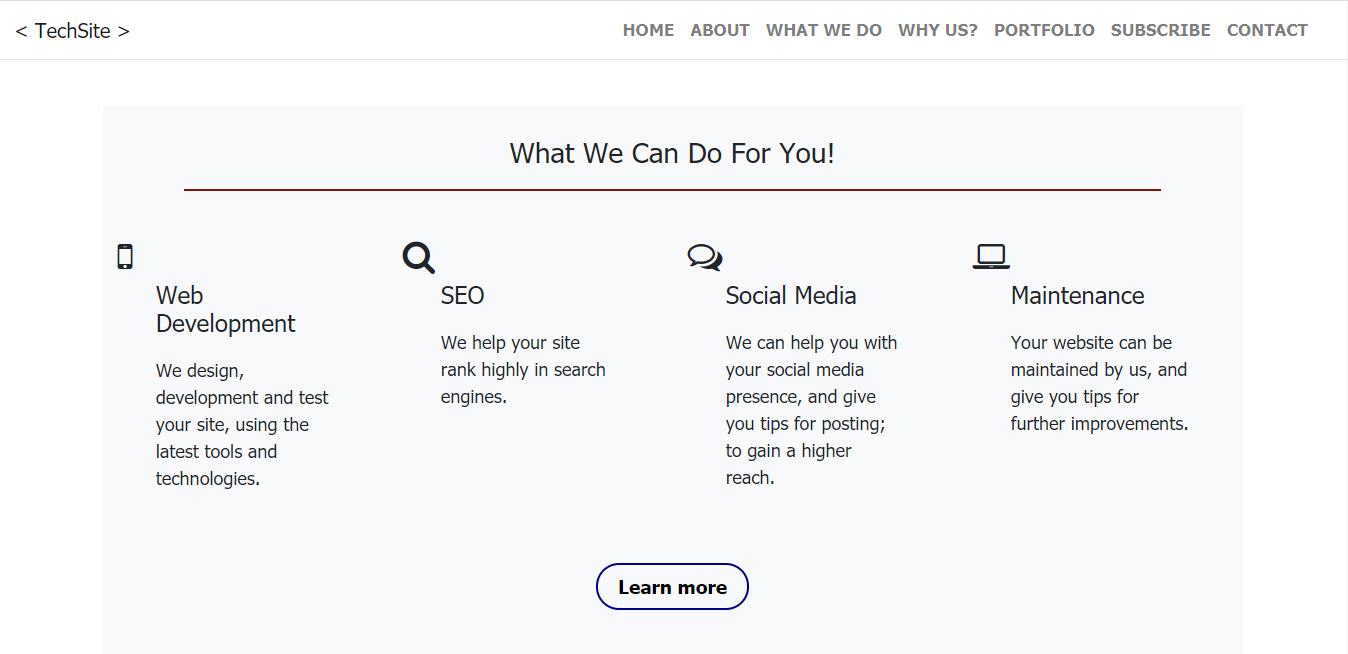 < TechSite >
HOME ABOUT WHAT WE DO WHY US? PORTFOLIO SUBSCRIBE CONTACT
What We Can Do For You!
Web
Development
We design,
development and test
your site, using the
latest tools and
technologies.
SEO
We help your site
rank highly in search
engines.
Social Media
We can help you with
your social media
presence, and give
you tips for posting;
to gain a higher
reach.
Maintenance
Your website can be
maintained by us, and
give you tips for
further improvements.
Learn more